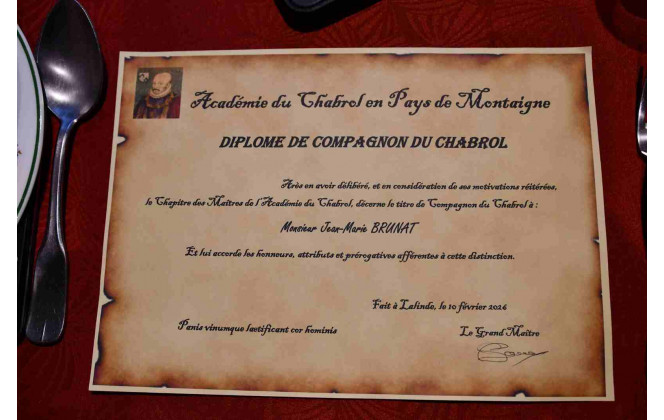 Académie du Chabrol en Pays de Montaigne
DIPLOME DE COMPAGNON DU CHABROL
Arès en avoir délibéré, et en considération de ses motivations réitérées,
le Chapitre des Maîtres de l'Académie du Chabrol, décerne le titre de Compagnon du Chabrol à :
Monsieur Jean-Marie BRUNAT
Et lui accorde les honneurs, attributs et prérogatives afférentes à cette distinction.
Fait à Lalinde, le 10 février 2026
Panis vinumque laetificant cor hominis
Le Grand Maître